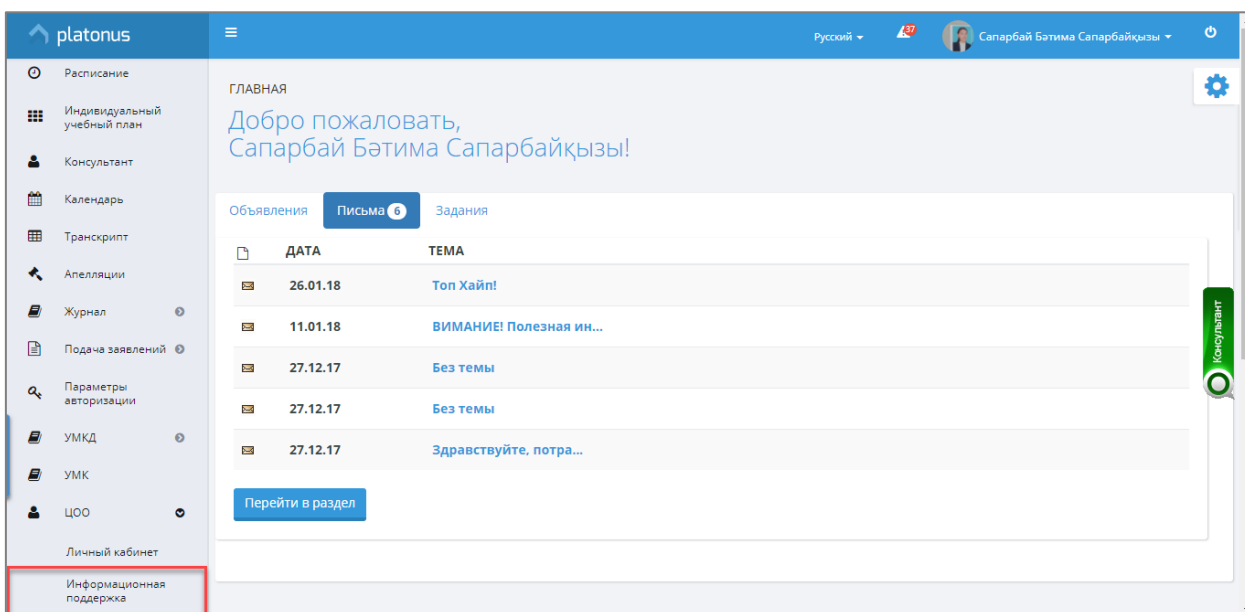 platonus
Русский
37
Сапарбай Бәтима Сапарбайқызы
Расписание
Индивидуальный
учебный план
Консультант
Календарь
Транскрипт
Апелляции
Журнал
Подача заявлений
Параметры
авторизации
УМКД
УМК
ЦОО
Личный кабинет
Информационная
поддержка
ГЛАВНАЯ
Добро пожаловать,
Сапарбай Бәтима Сапарбайқызы!
Объявления Письма 6 Задания
ДАТА ТЕМА
26.01.18 Топ Хайп!
11.01.18 ВИМАНИЕ! Полезная ин...
27.12.17 Без темы
27.12.17 Без темы
27.12.17 Здравствуйте, потра...
Перейти в раздел
Консультант